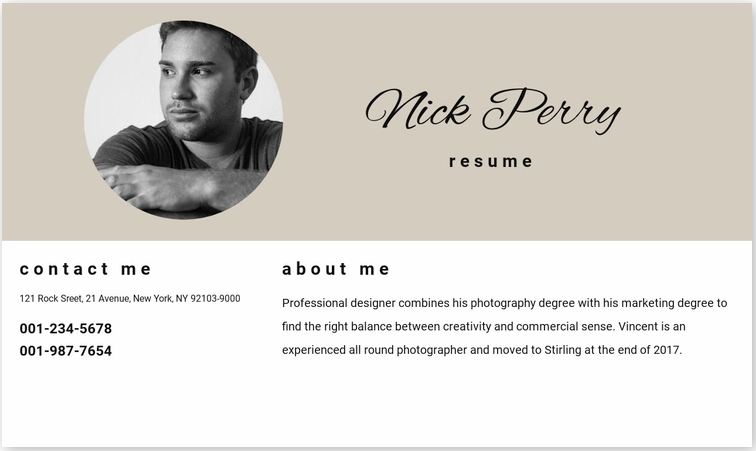 Nick Perry
resume
contact me
121 Rock Sreet, 21 Avenue, New York, NY 92103-9000
001-234-5678
001-987-7654
about me
Professional designer combines his photography degree with his marketing degree to
find the right balance between creativity and commercial sense. Vincent is an
experienced all round photographer and moved to Stirling at the end of 2017.